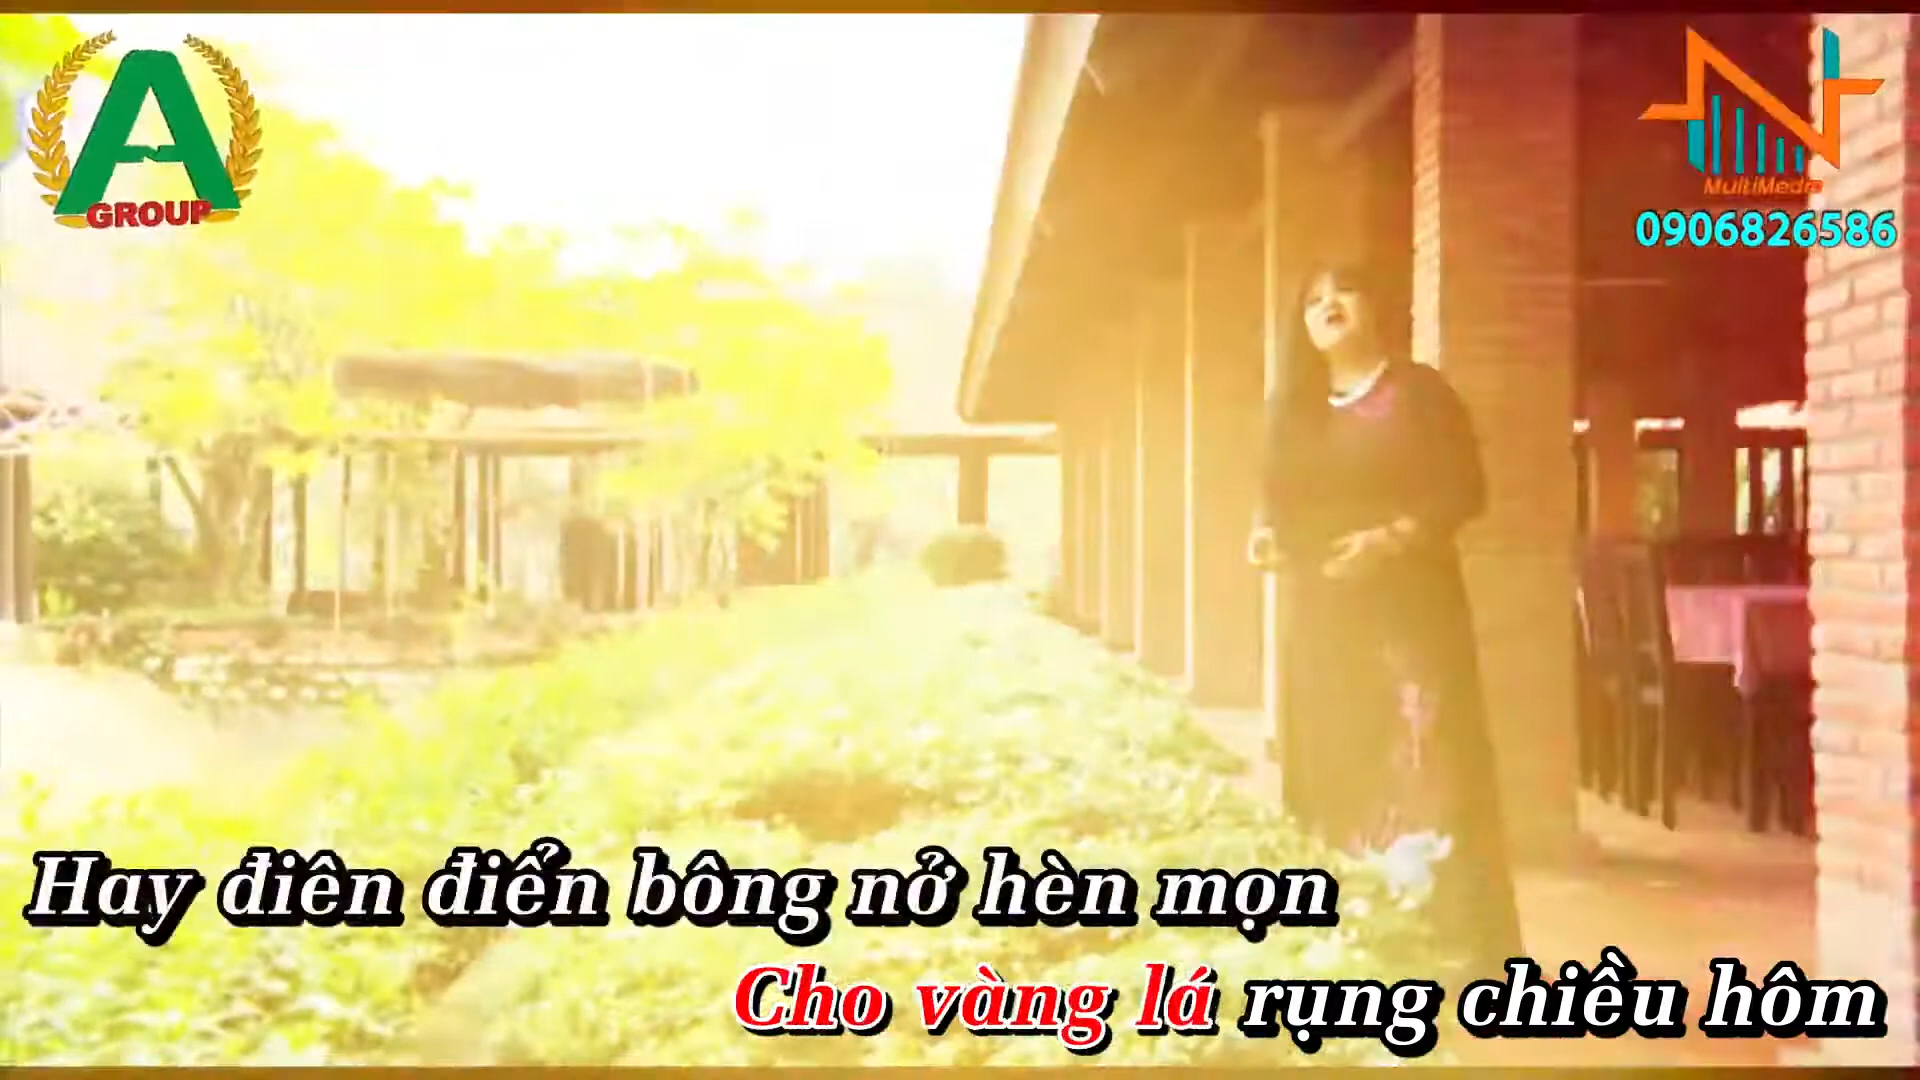 A
GROUP
MultiMedia
0906826586
Hay điên điển bông nở hèn mọn
Cho vàng lá rụng chiều hôm